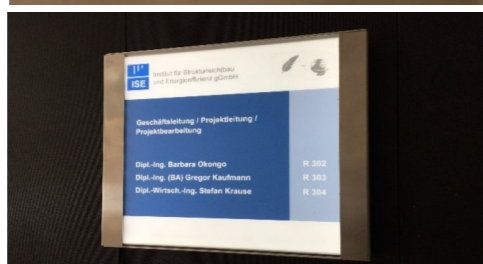 ISE
Institut für Strukturleichtbau
und Energieeffizienz gGmbH
Geschäftsleitung / Projektleitung /
Projektbearbeitung
Dipl.-Ing. Barbara Okongo R 302
Dipl.-Ing. (BA) Gregor Kaufmann R 303
Dipl.-Wirtsch.-Ing. Stefan Krause R 304